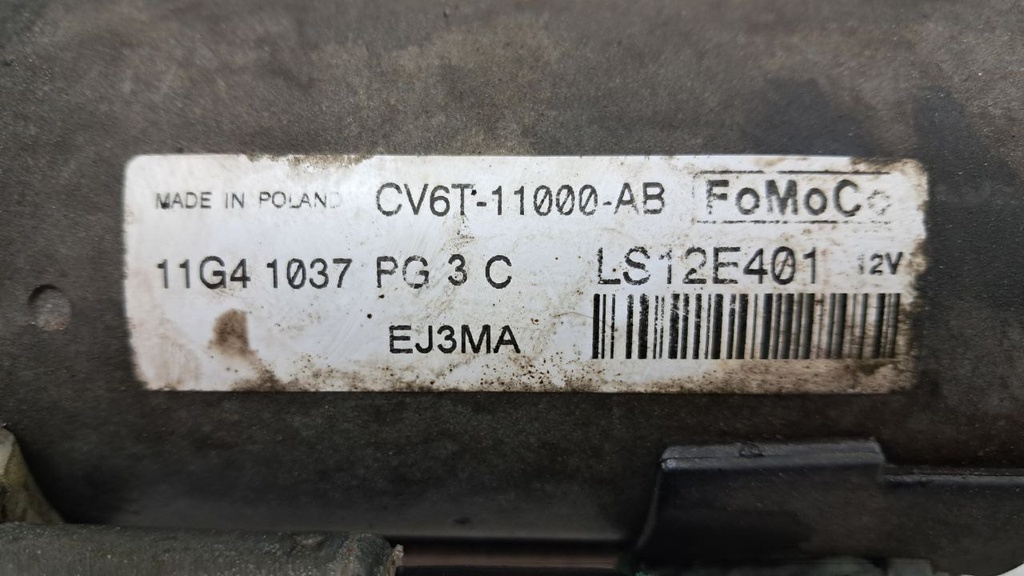 MADE IN POLAND CV6T-11000-AB FoMoCo
11G4 1037 PG 3 C LS12E401 12V
EJ3MA